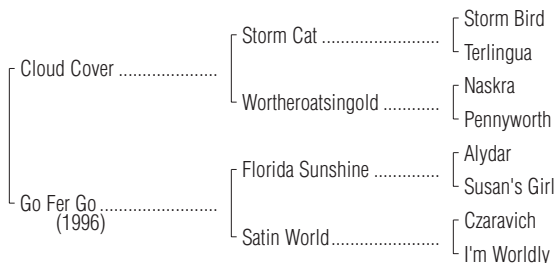 Storm Bird
Storm Cat ........................
Terlingua
Cloud Cover ....................
Naskra
Wortheroatsingold ............
Pennyworth
Alydar
Florida Sunshine ..............
Susan's Girl
Go Fer Go ........................
(1996)
Czaravich
Satin World ......................
I'm Worldly